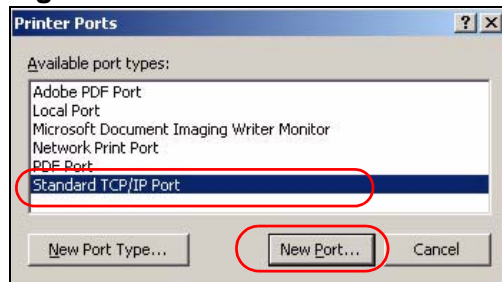 Printer Ports
Available port types:
Adobe PDF Port
Local Port
Microsoft Document Imaging Writer Monitor
Network Print Port
PDF Port
Standard TCP/IP Port
New Port Type...
New Port...
Cancel